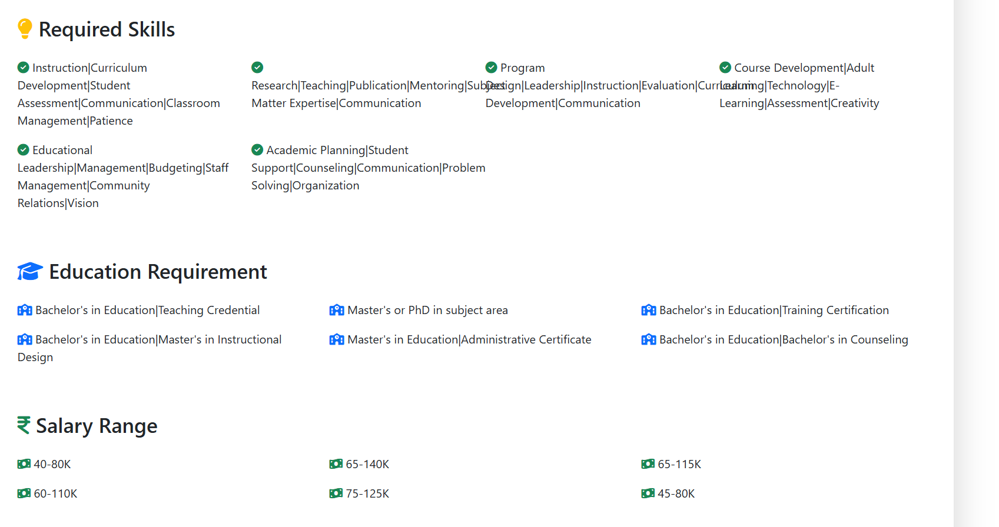 Required Skills
Instruction|Curriculum
Development|Student
Assessment|Communication|Classroom
Management|Patience
Research|Teaching|Publication|Mentoring|Subject
Matter Expertise|Communication
Program
Design|Leadership|Instruction|Evaluation|Curriculum
Development|Communication
Course Development|Adult
Learning|Technology|E-
Learning|Assessment|Creativity
Educational
Leadership|Management|Budgeting|Staff
Management|Community
Relations|Vision
Academic Planning|Student
Support|Counseling|Communication|Problem
Solving|Organization
Education Requirement
Bachelor's in Education|Teaching Credential
Master's or PhD in subject area
Bachelor's in Education|Training Certification
Bachelor's in Education|Master's in Instructional
Design
Master's in Education|Administrative Certificate
Bachelor's in Education|Bachelor's in Counseling
₹ Salary Range
40-80K
65-140K
65-115K
60-110K
75-125K
45-80K